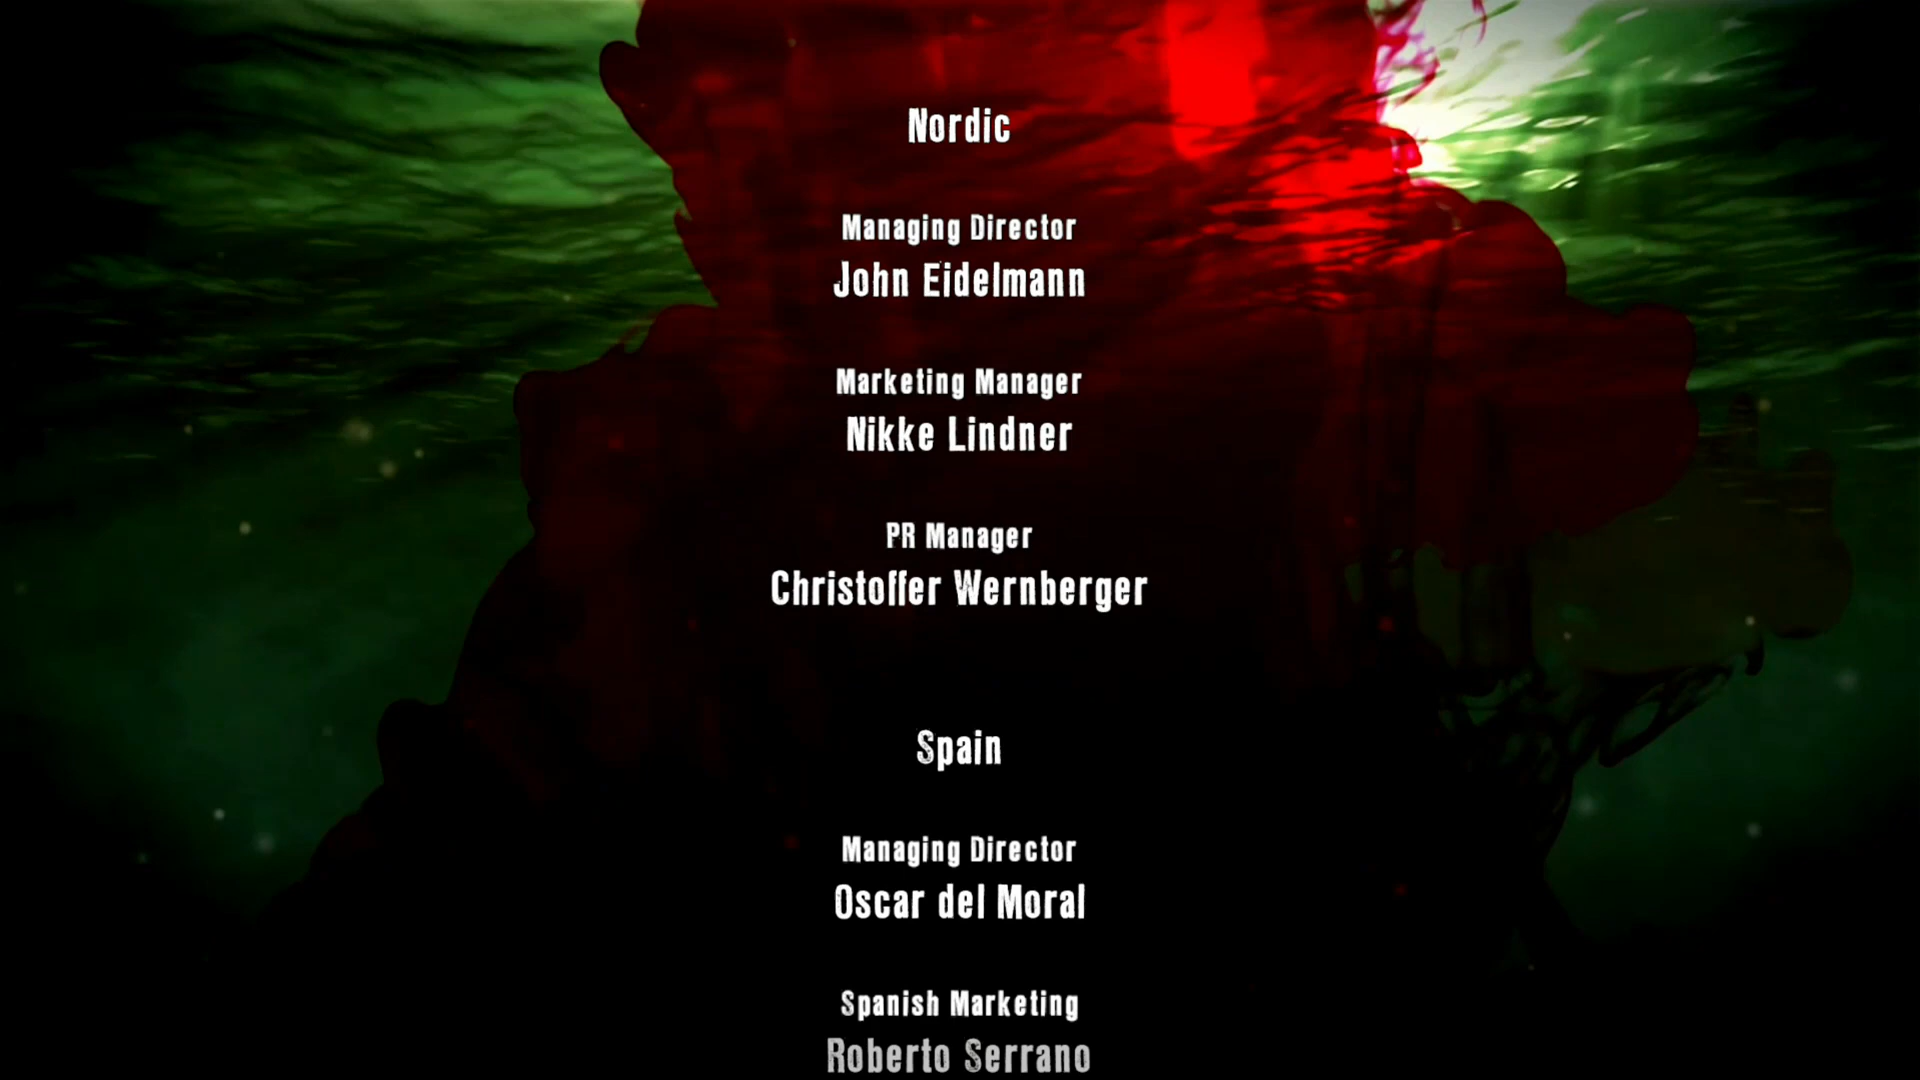 Nordic
Managing Director
John Eidelmann
Marketing Manager
Nikke Lindner
PR Manager
Christoffer Wernberger
Spain
Managing Director
Oscar del Moral
Spanish Marketing
Roberto Serrano